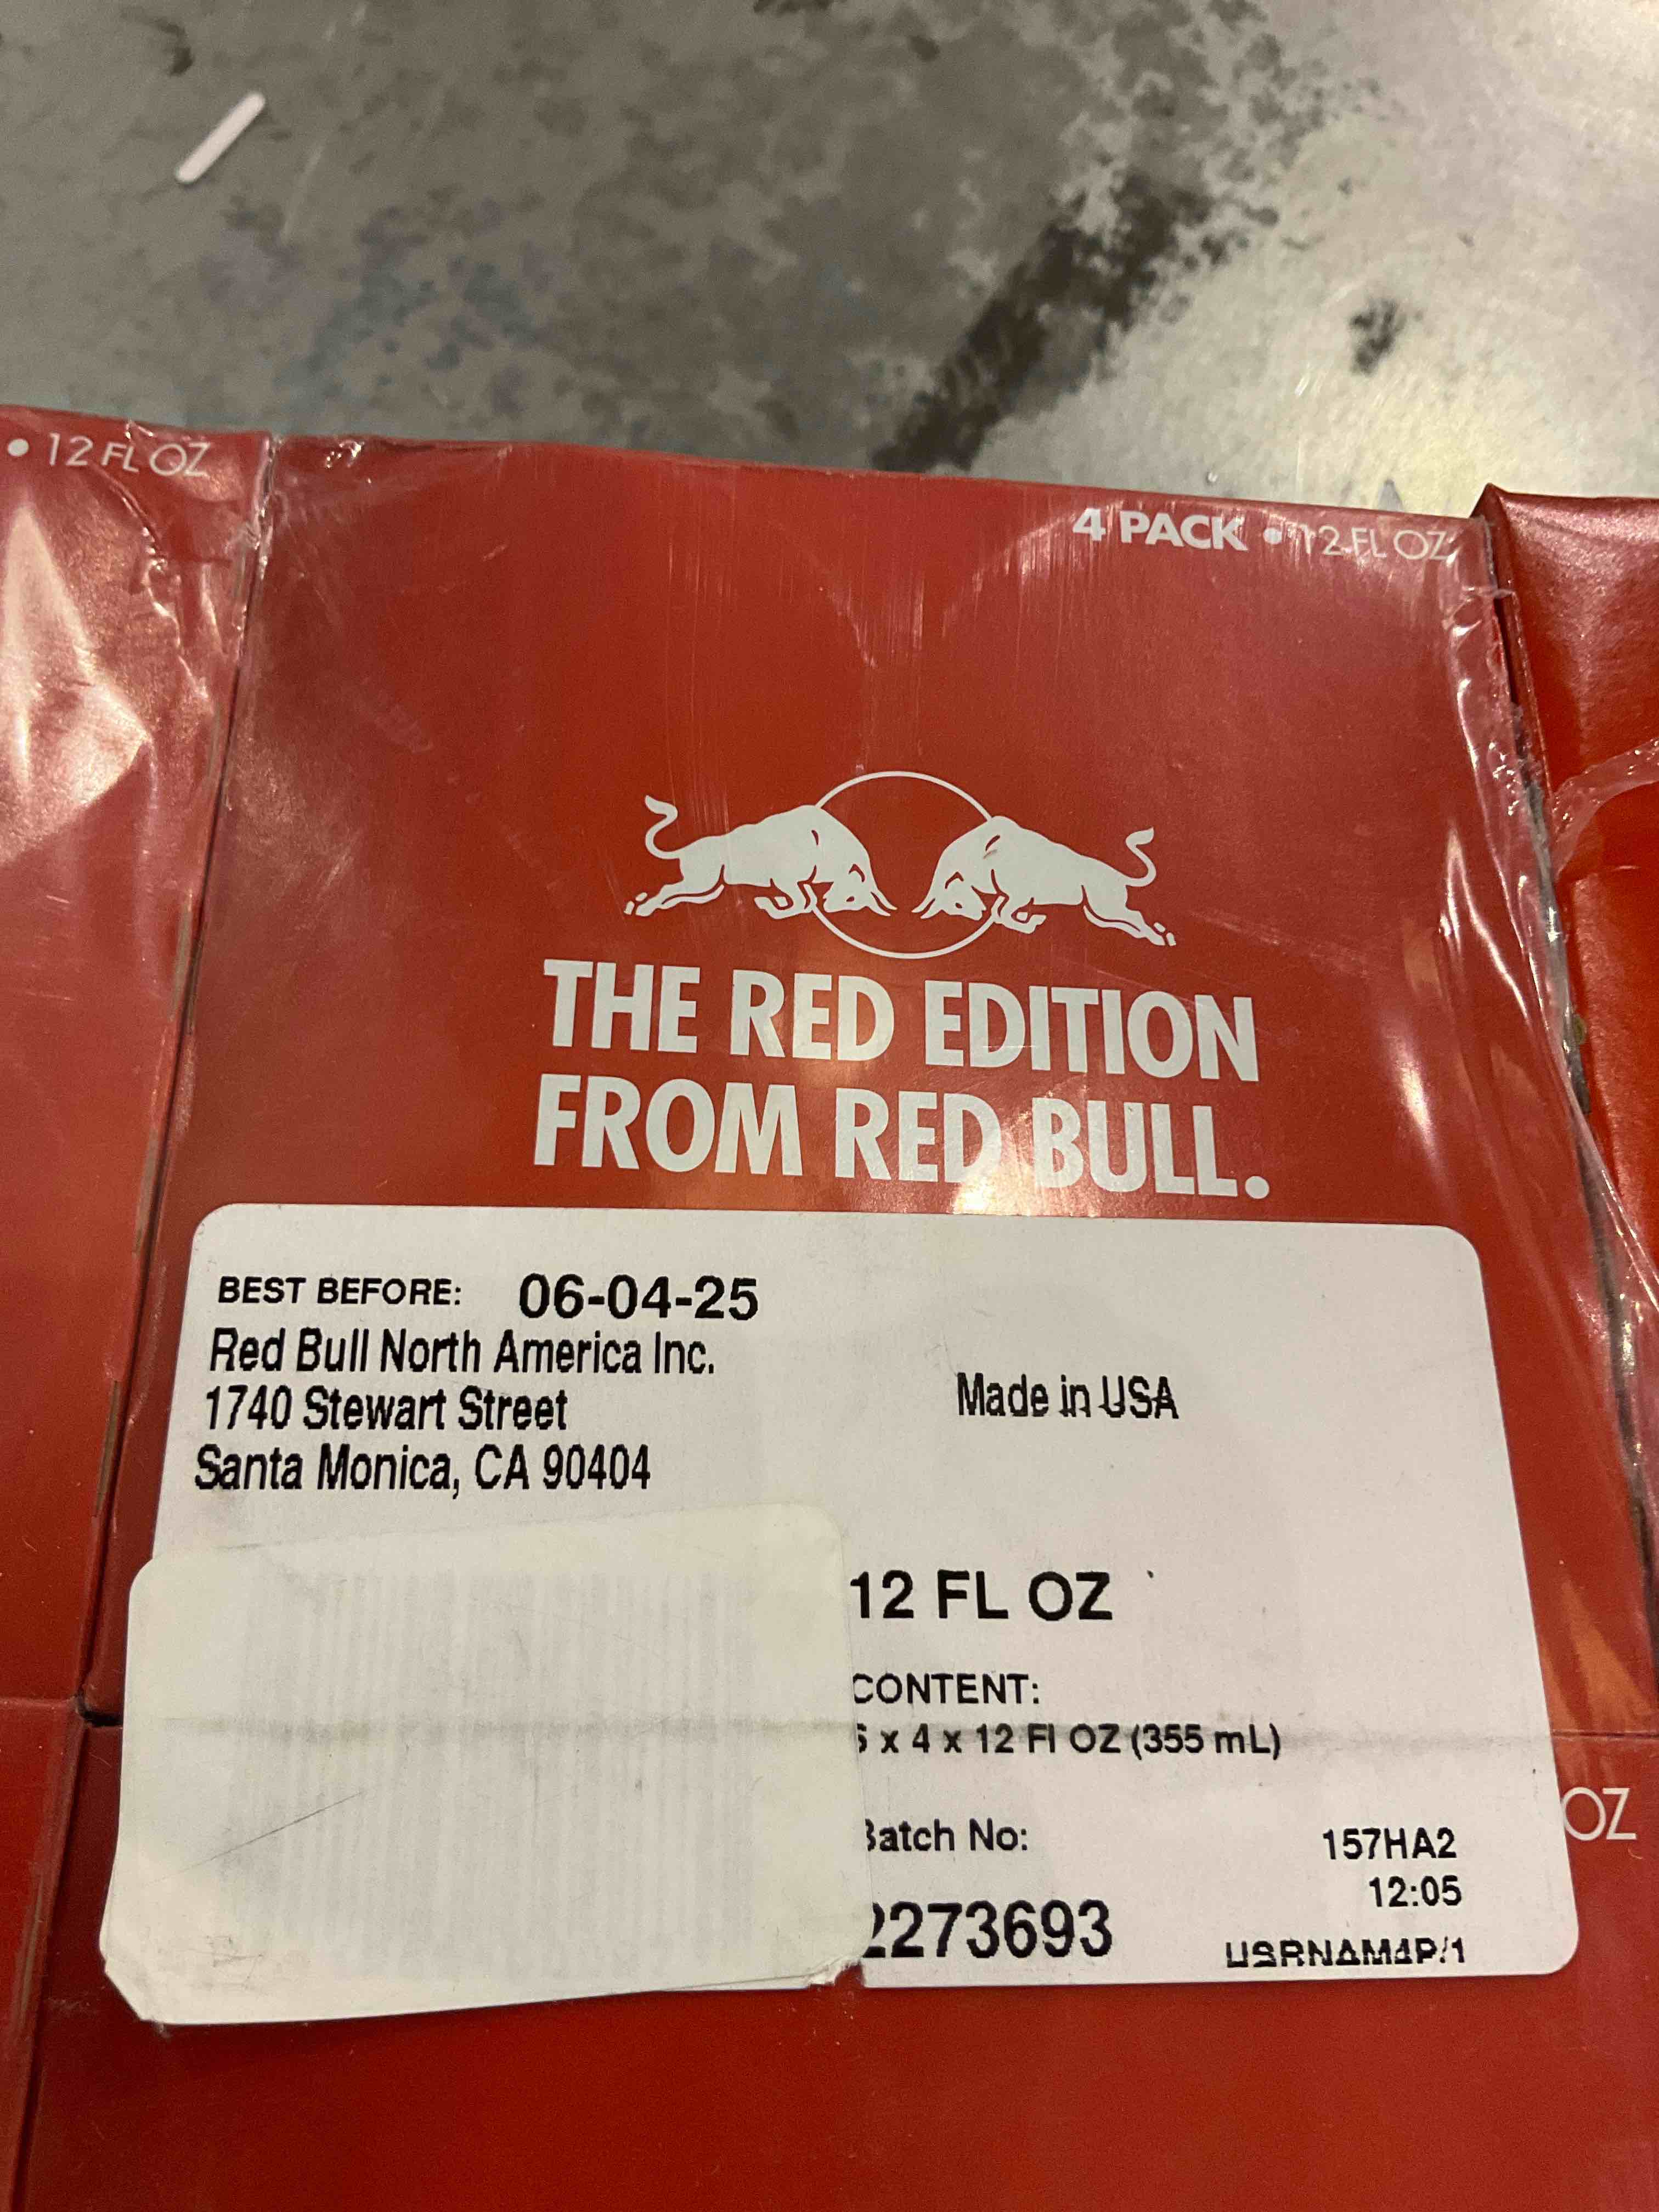 • 12 FL OZ
4 PACK • 12 FL OZ
THE RED EDITION
FROM RED BULL.
BEST BEFORE: 06-04-25
Red Bull North America Inc.
1740 Stewart Street
Santa Monica, CA 90404
Made in USA
12 FL OZ
CONTENT:
x 4 x 12 Fl OZ (355 mL)
No:
157HA2
12:05
2273693
USRNAM4P/1
OZ